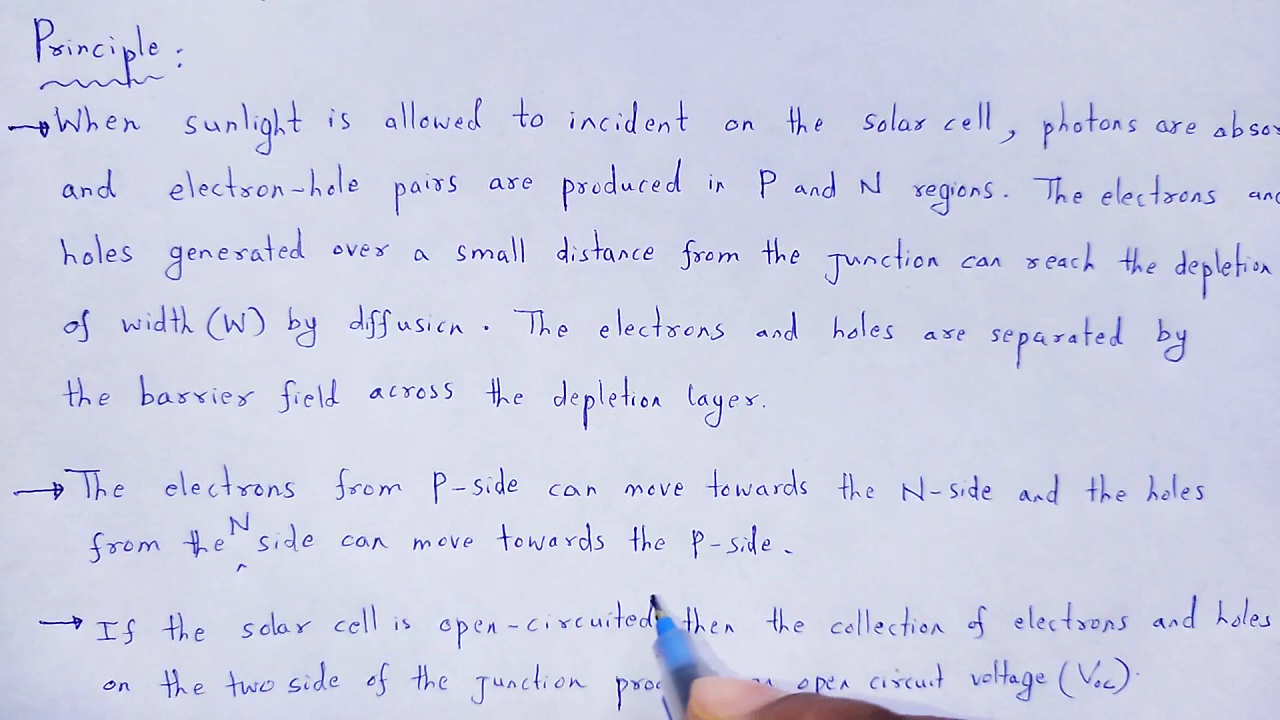 Principle :
When sunlight is allowed to incident on the solar cell, photons are
and electron-hole pairs are produced in P and N regions. The electrons
holes generated over a small distance from the junction can reach the depletion
of width (W) by diffusion. The electrons and holes are separated by
the barrier field across the depletion layer.
→ The electrons from P-side can move towards the N-side and the holes
from the N side can move towards the P-side.
→ If the solar cell is open-circuited then the collection of electrons and holes
on the two side of the junction open circuit voltage (Voc).